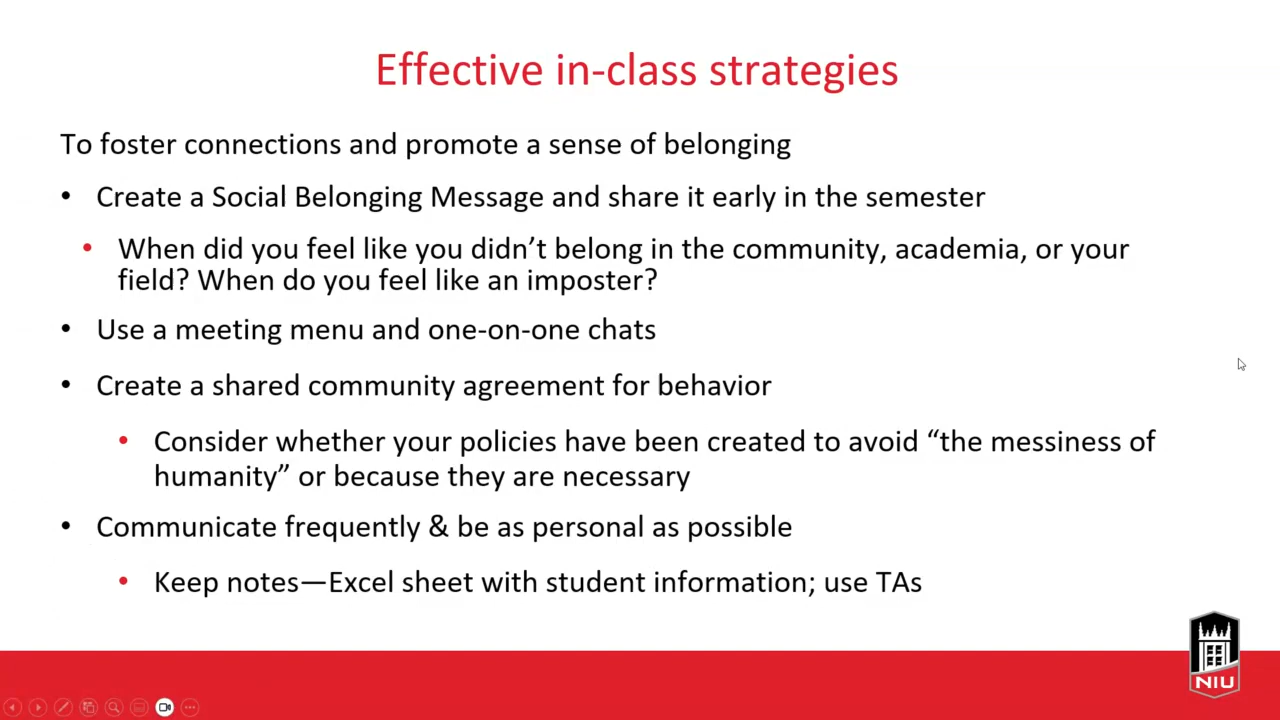 Effective in-class strategies
To foster connections and promote a sense of belonging
• Create a Social Belonging Message and share it early in the semester
• When did you feel like you didn’t belong in the community, academia, or your
field? When do you feel like an imposter?
• Use a meeting menu and one-on-one chats
• Create a shared community agreement for behavior
• Consider whether your policies have been created to avoid “the messiness of
humanity” or because they are necessary
• Communicate frequently & be as personal as possible
• Keep notes—Excel sheet with student information; use TAs
NIU